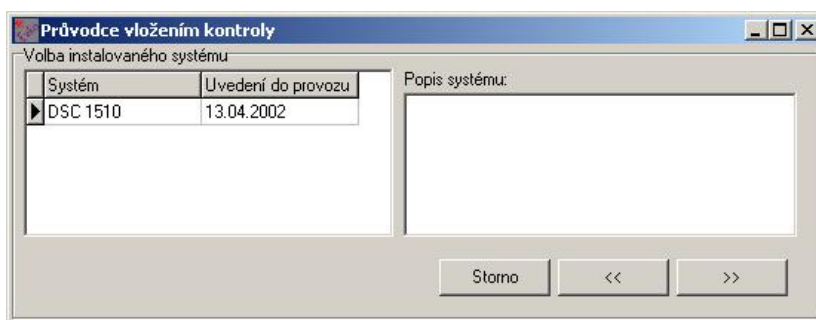 Průvodce vložením kontroly
Volba instalovaného systému
Systém Uvedení do provozu
DSC 1510 13.04.2002
Popis systému:
Storno << >>